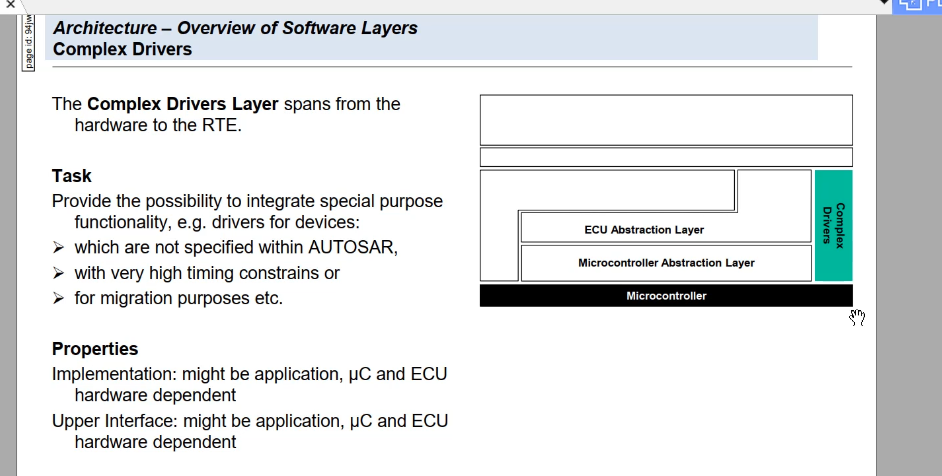 page id: 94jw
Architecture – Overview of Software Layers
Complex Drivers
The Complex Drivers Layer spans from the
hardware to the RTE.
Task
Provide the possibility to integrate special purpose
functionality, e.g. drivers for devices:
➢ which are not specified within AUTOSAR,
➢ with very high timing constrains or
➢ for migration purposes etc.
Properties
Implementation: might be application, µC and ECU
hardware dependent
Upper Interface: might be application, µC and ECU
hardware dependent
ECU Abstraction Layer
Microcontroller Abstraction Layer
Complex
Drivers
Microcontroller